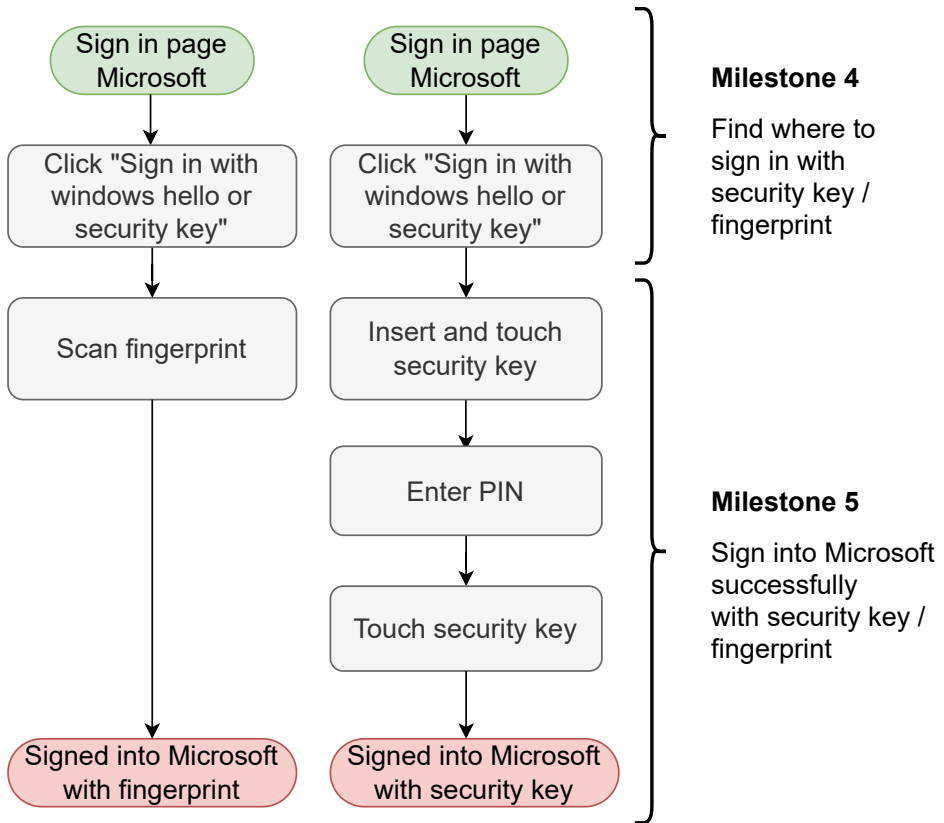 Sign in page
Microsoft
Click "Sign in with
windows hello or
security key"
Scan fingerprint
Signed into Microsoft
with fingerprint
Sign in page
Microsoft
Click "Sign in with
windows hello or
security key"
Insert and touch
security key
Enter PIN
Touch security key
Signed into Microsoft
with security key
Milestone 4
Find where to
sign in with
security key /
fingerprint
Milestone 5
Sign into Microsoft
successfully
with security key /
fingerprint